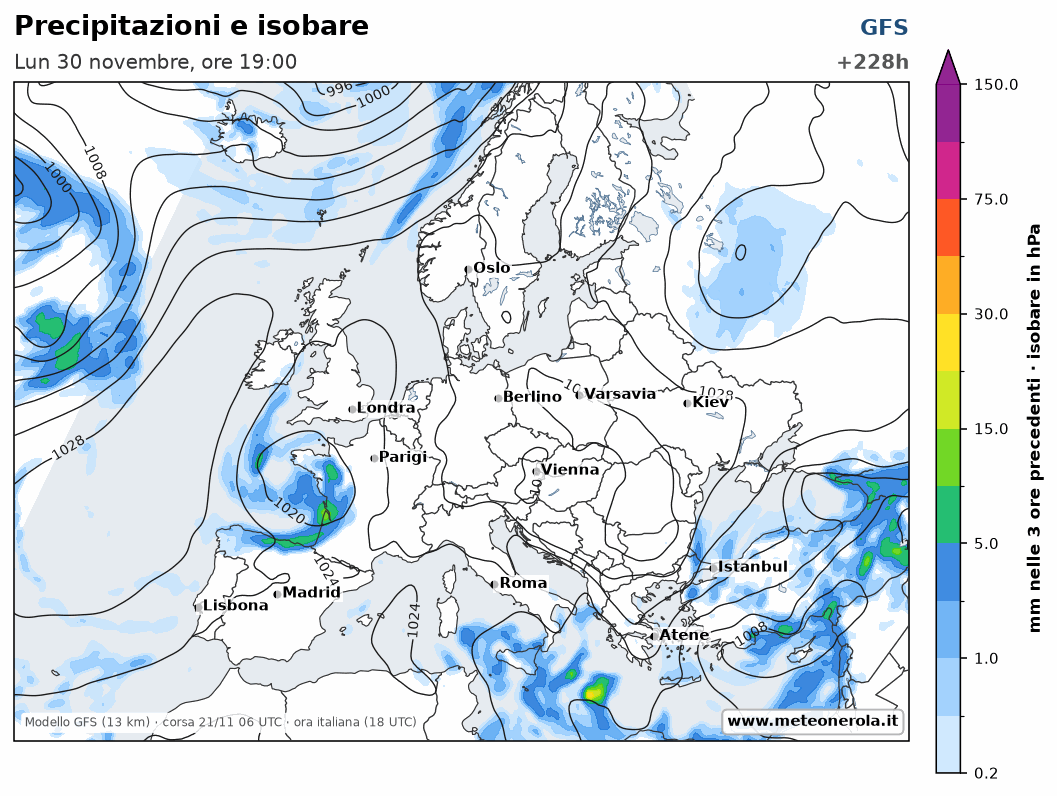 Precipitazioni e isobare
GFS
Lun 30 novembre, ore 19:00
+228h
996
1000
1008
1000
1028
1020
1024
1024
1028
1008
Oslo
Berlino
Varsavia
Kiev
Londra
Parigi
Vienna
Istanbul
Roma
Madrid
Lisbona
Atene
Modello GFS (13 km) · corsa 21/11 06 UTC · ora italiana (18 UTC)
www.meteonerola.it
150.0
75.0
30.0
15.0
5.0
1.0
0.2
mm nelle 3 ore precedenti · isobare in hPa